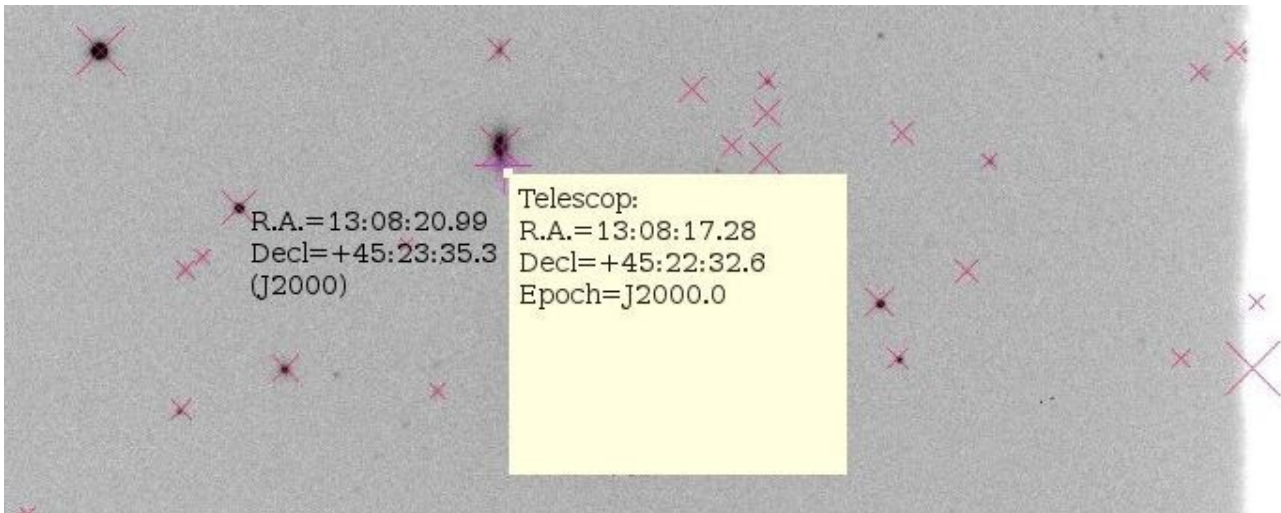 R.A.=13:08:20.99
Decl=+45:23:35.3
(J2000)
Telescop:
R.A.=13:08:17.28
Decl=+45:22:32.6
Epoch=J2000.0